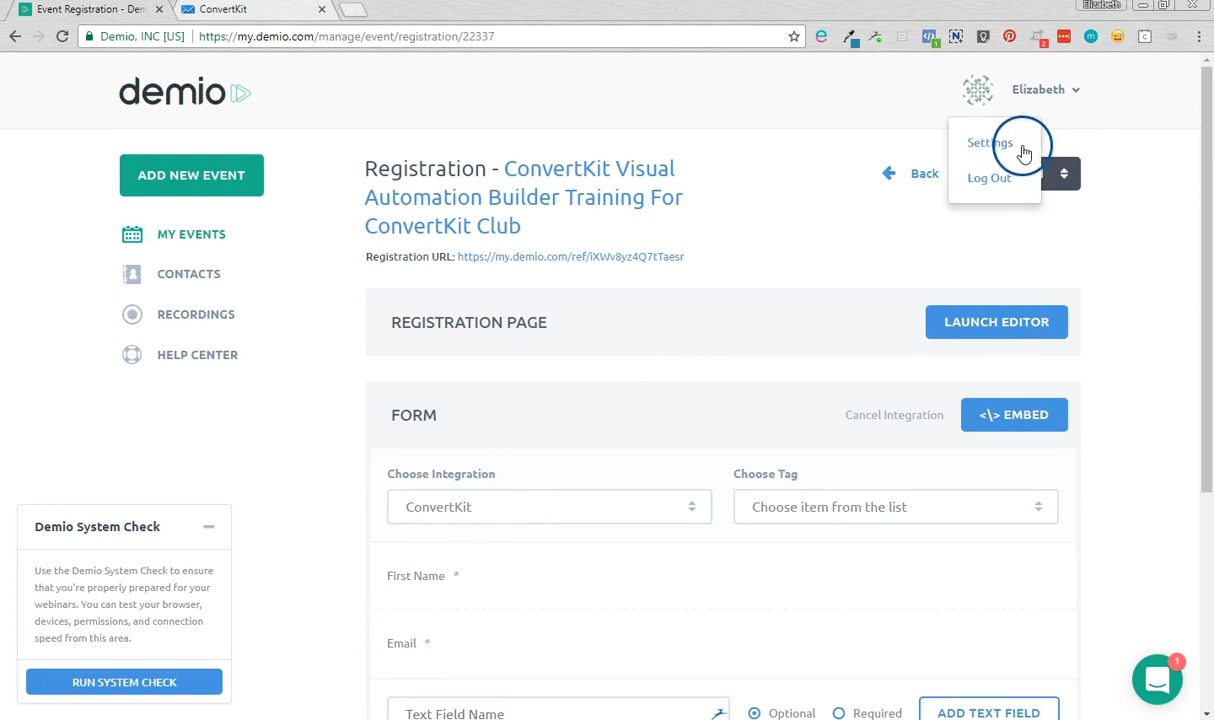 Event Registration - Dem
ConvertKit
Elizabeth
Demio, INC [US]
https://my.demio.com/manage/event/registration/22337
demio
Elizabeth
Settings
Log Out
ADD NEW EVENT
MY EVENTS
CONTACTS
RECORDINGS
HELP CENTER
Registration - ConvertKit Visual
Automation Builder Training For
ConvertKit Club
Back
Registration URL: https://my.demio.com/ref/iXWv8yz4Q7tTaesr
REGISTRATION PAGE
LAUNCH EDITOR
FORM
Cancel Integration
<\> EMBED
Choose Integration
Choose Tag
ConvertKit
Choose item from the list
First Name *
Email *
Text Field Name
Optional
Required
ADD TEXT FIELD
Demio System Check
Use the Demio System Check to ensure
that you're properly prepared for your
webinars. You can test your browser,
devices, permissions, and connection
speed from this area.
RUN SYSTEM CHECK
1